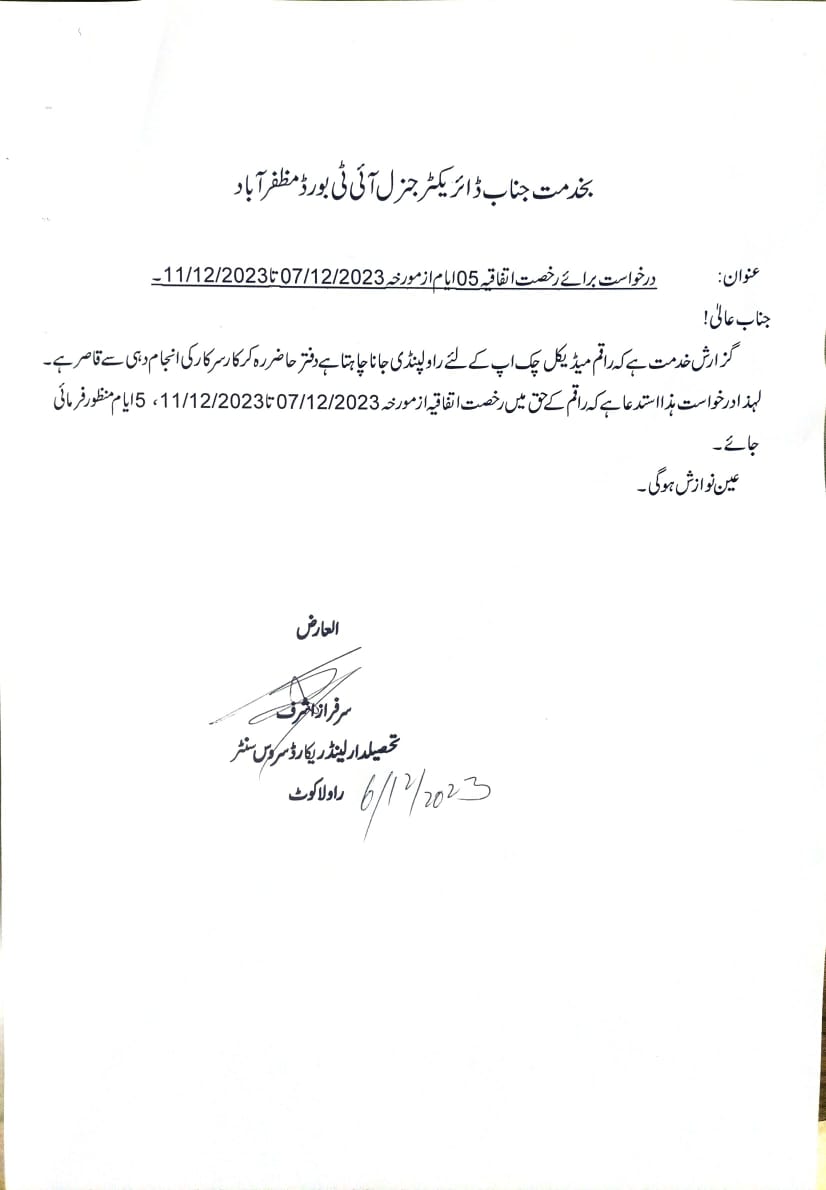 بخدمت جناب ڈائریکٹر جنرل آئی ٹی بورڈ مظفرآباد
عنوان: درخواست برائے رخصت اتفاقیہ 05 ایام از مورخہ 07/12/2023 تا 11/12/2023۔
جناب عالیٰ!
گزارش خدمت ہے کہ راقم میڈیکل چک اپ کے لئے راولپنڈی جانا چاہتا ہے دفتر حاضر رہ کر کار سرکار کی انجام دہی سے قاصر ہے۔
لہذا درخواست ہذا استدعا ہے کہ راقم کے حق میں رخصت اتفاقیہ از مورخہ 07/12/2023 تا 11/12/2023، 5 ایام منظور فرمائی
جائے۔
عین نوازش ہوگی۔
العارض
سرفراز اشرف
تحصیلدار لینڈ ریکارڈ سروس سنٹر
راولاکوٹ 6/12/2023